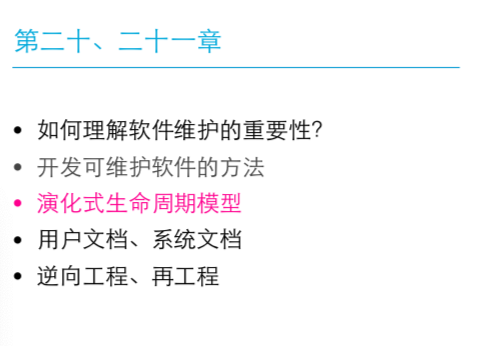 第二十、二十一章
• 如何理解软件维护的重要性?
• 开发可维护软件的方法
• 演化式生命周期模型
• 用户文档、系统文档
• 逆向工程、再工程